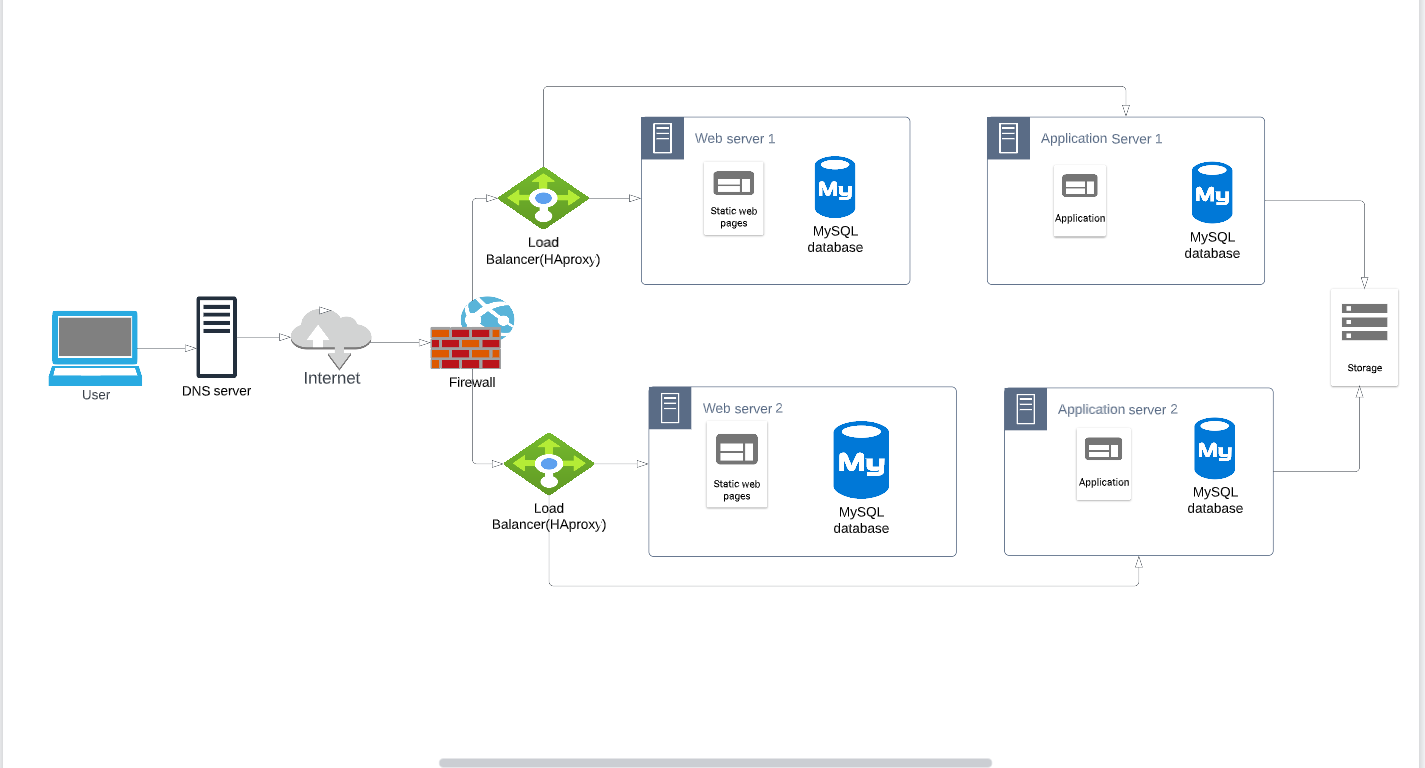 Web server 1
Static web
pages
My
MySQL
database
Application Server 1
Application
My
MySQL
database
Load
Balancer(HAproxy)
User
DNS server
Internet
Firewall
Storage
Load
Balancer(HAproxy)
Web server 2
Static web
pages
My
MySQL
database
Application server 2
Application
My
MySQL
database